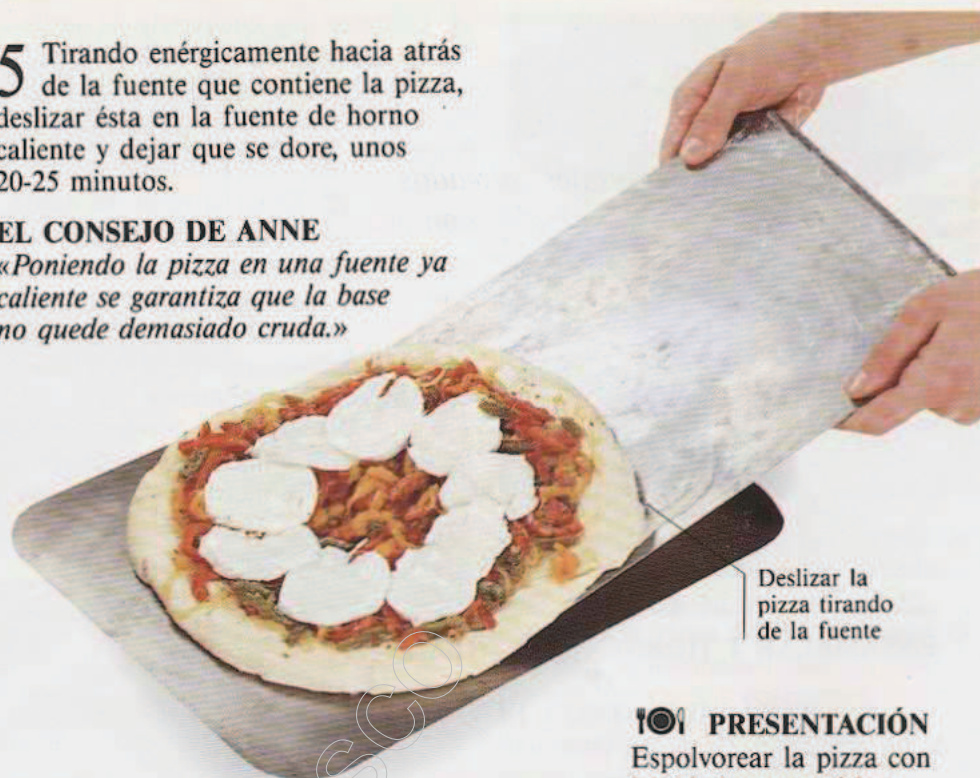 5 Tirando enérgicamente hacia atrás
de la fuente que contiene la pizza,
deslizar ésta en la fuente de horno
caliente y dejar que se dore, unos
20-25 minutos.
EL CONSEJO DE ANNE
«Poniendo la pizza en una fuente ya
caliente se garantiza que la base
no quede demasiado cruda.»
Deslizar la
pizza tirando
de la fuente
PRESENTACIÓN
Espolvorear la pizza con
SCO